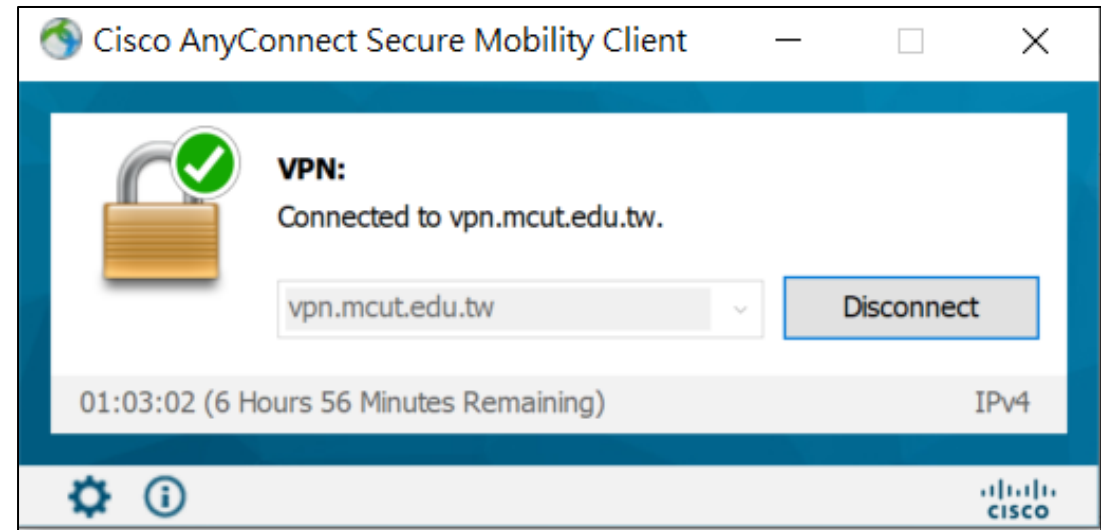 Cisco AnyConnect Secure Mobility Client
VPN:
Connected to vpn.mcut.edu.tw.
vpn.mcut.edu.tw
Disconnect
01:03:02 (6 Hours 56 Minutes Remaining)
IPv4
CISCO